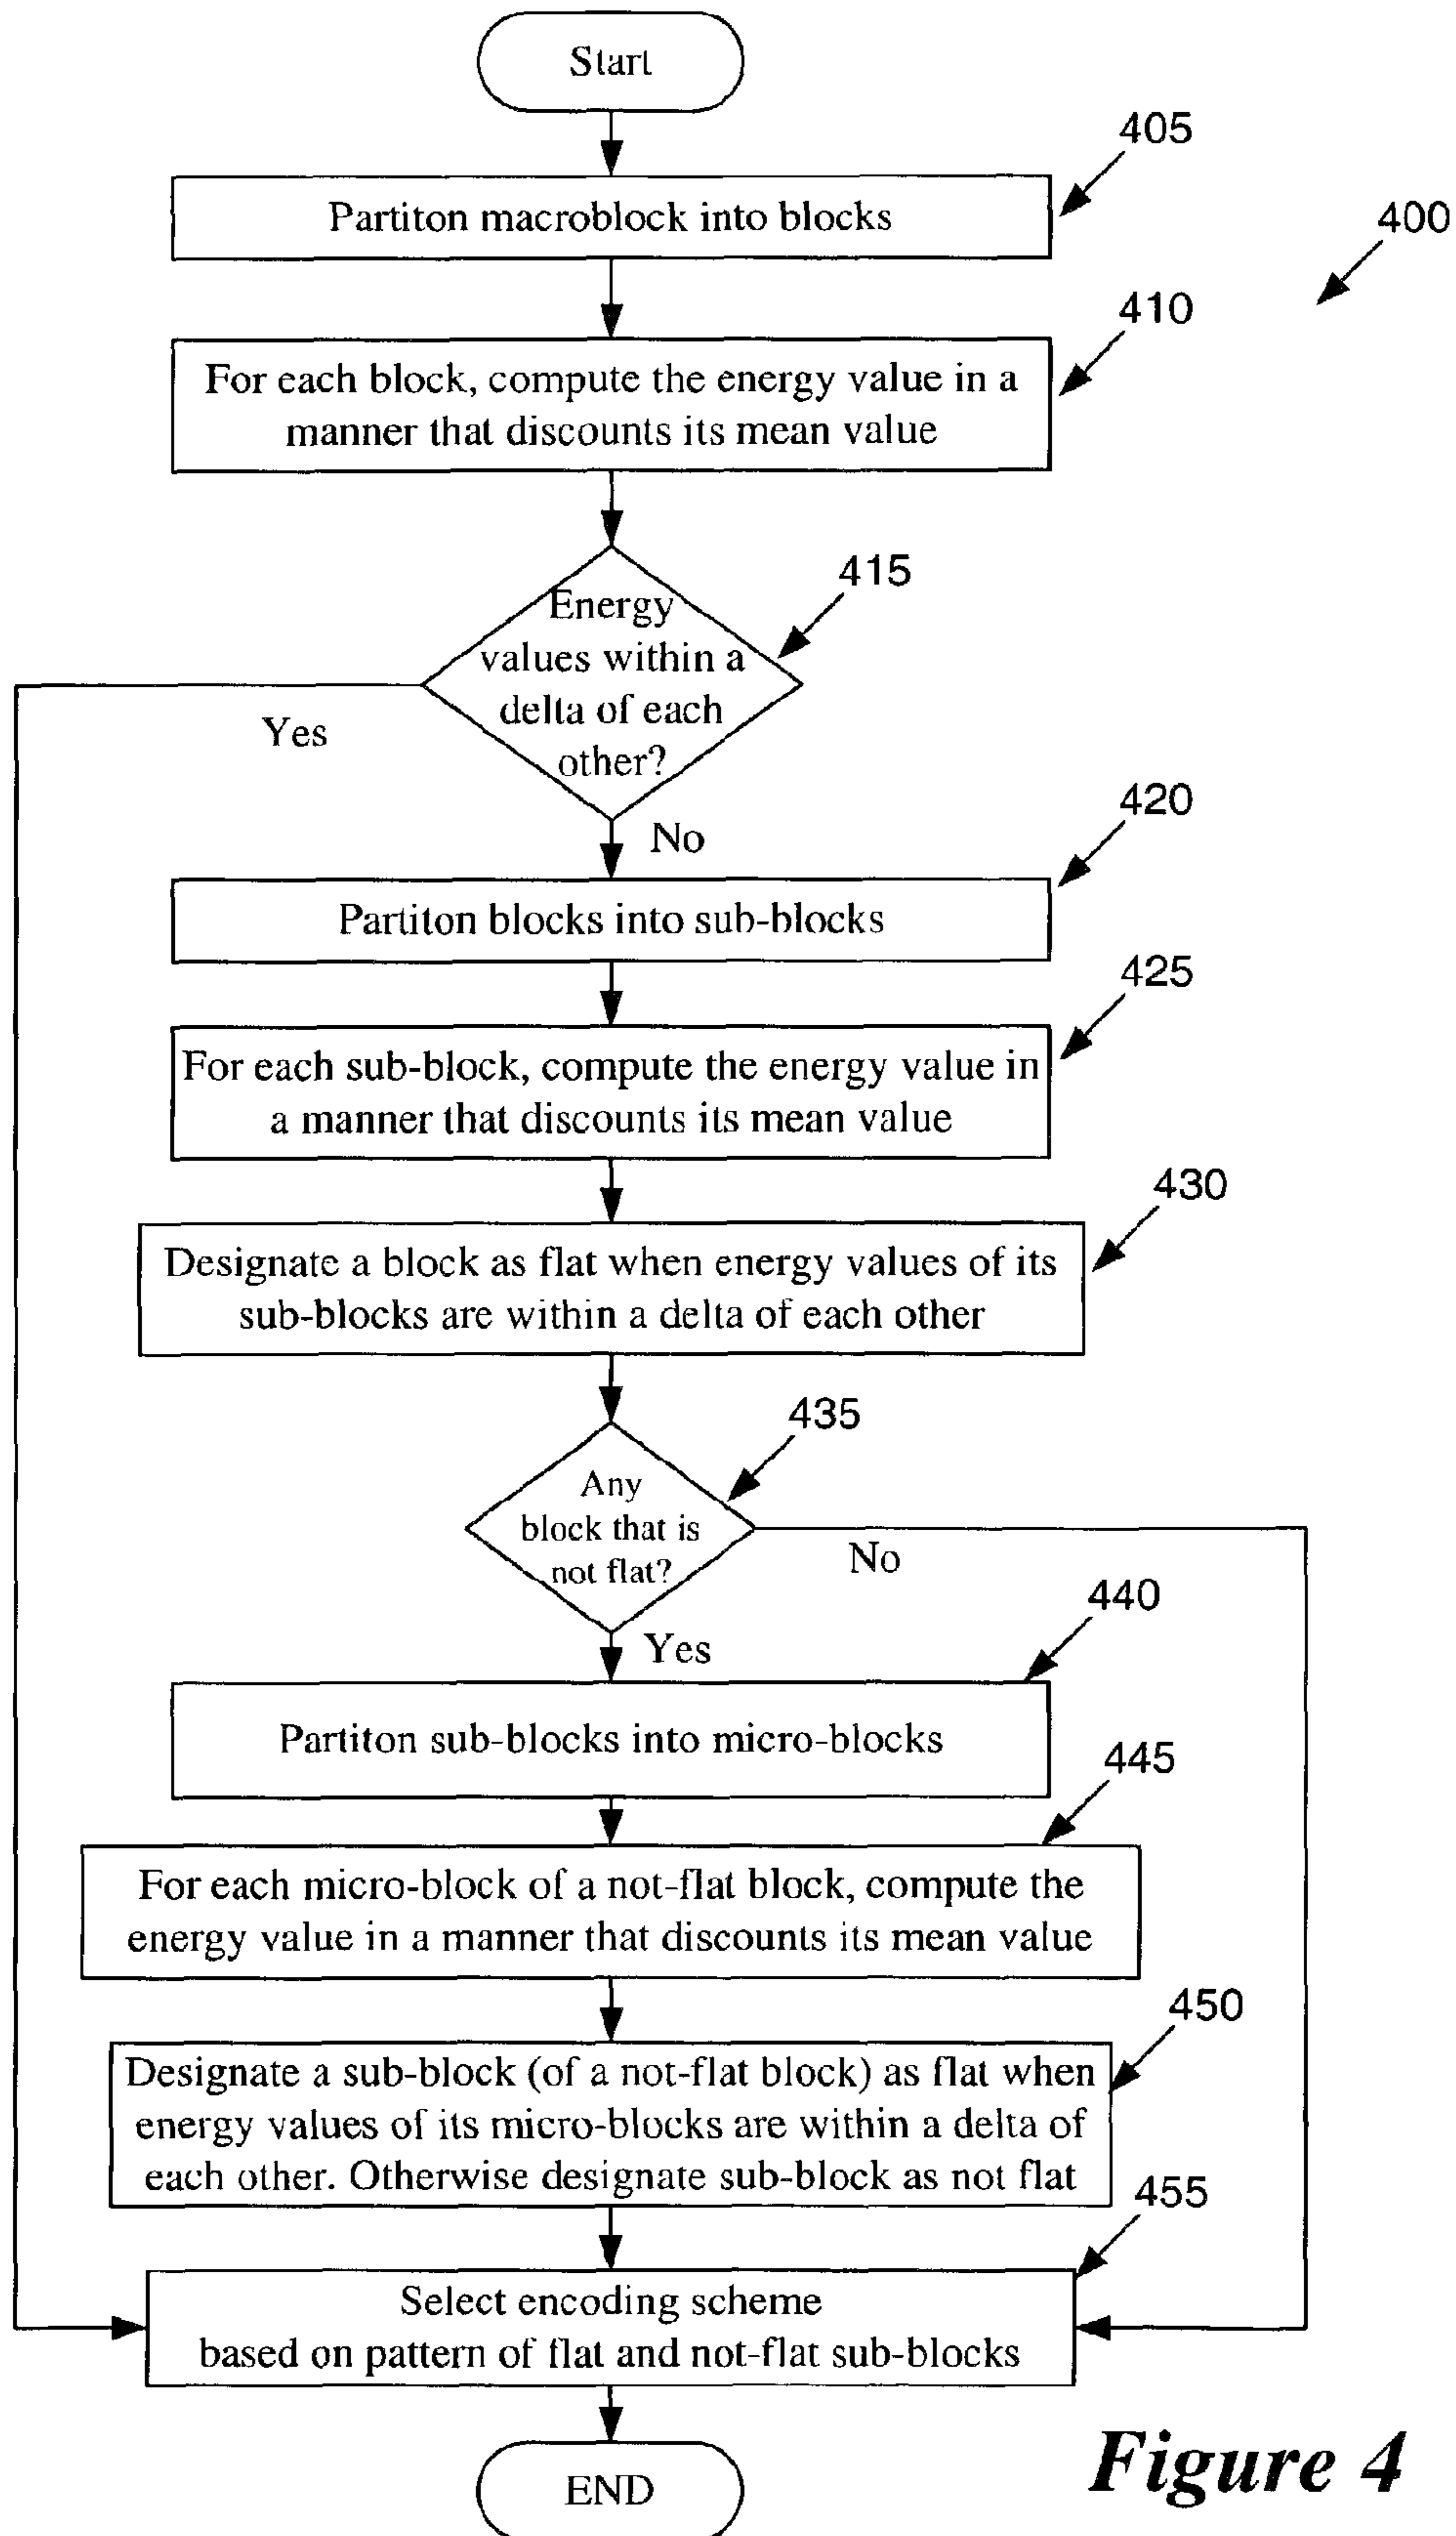 Start
405
Partiton macroblock into blocks
400
410
For each block, compute the energy value in a
manner that discounts its mean value
415
Energy
values within a
delta of each
other?
Yes
No
420
Partiton blocks into sub-blocks
425
For each sub-block, compute the energy value in
a manner that discounts its mean value
430
Designate a block as flat when energy values of its
sub-blocks are within a delta of each other
435
Any
block that is
not flat?
No
Yes
440
Partiton sub-blocks into micro-blocks
445
For each micro-block of a not-flat block, compute the
energy value in a manner that discounts its mean value
450
Designate a sub-block (of a not-flat block) as flat when
energy values of its micro-blocks are within a delta of
each other. Otherwise designate sub-block as not flat
455
Select encoding scheme
based on pattern of flat and not-flat sub-blocks
END
Figure 4